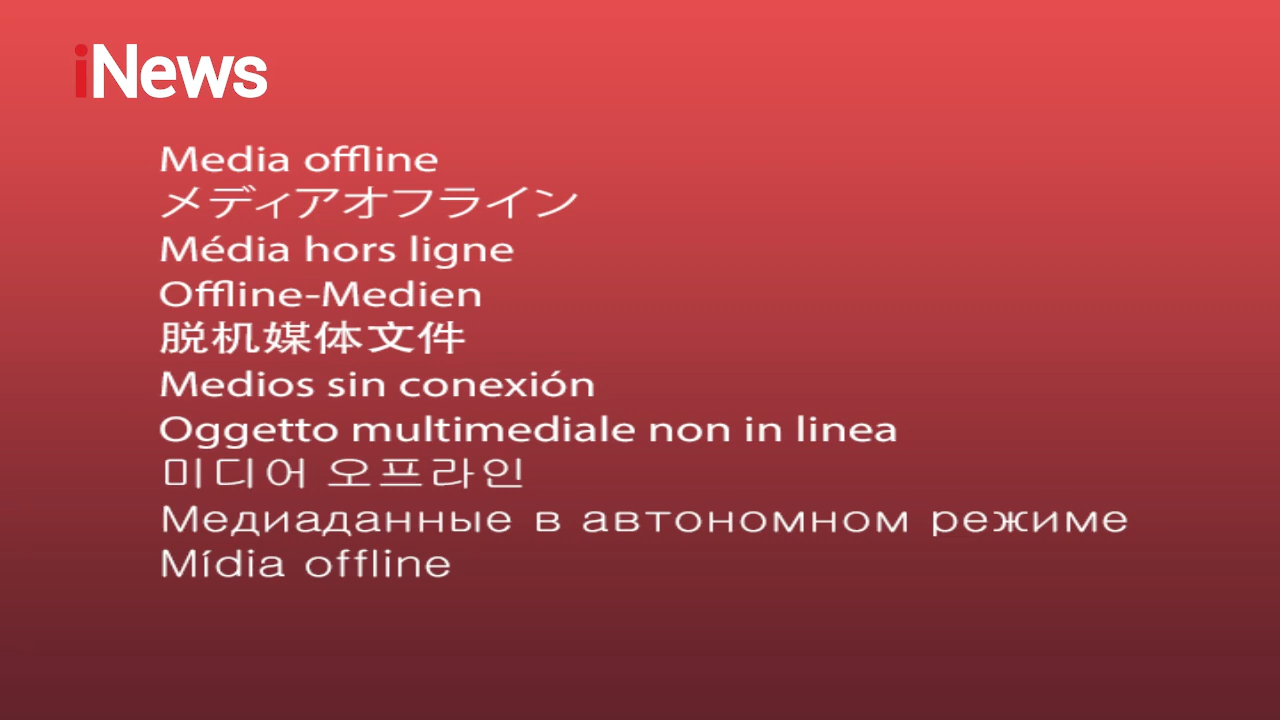 iNews
Media offline
メディアオフライン
Média hors ligne
Offline-Medien
脱机媒体文件
Medios sin conexión
Oggetto multimediale non in linea
미디어 오프라인
Медиаданные в автономном режиме
Mídia offline